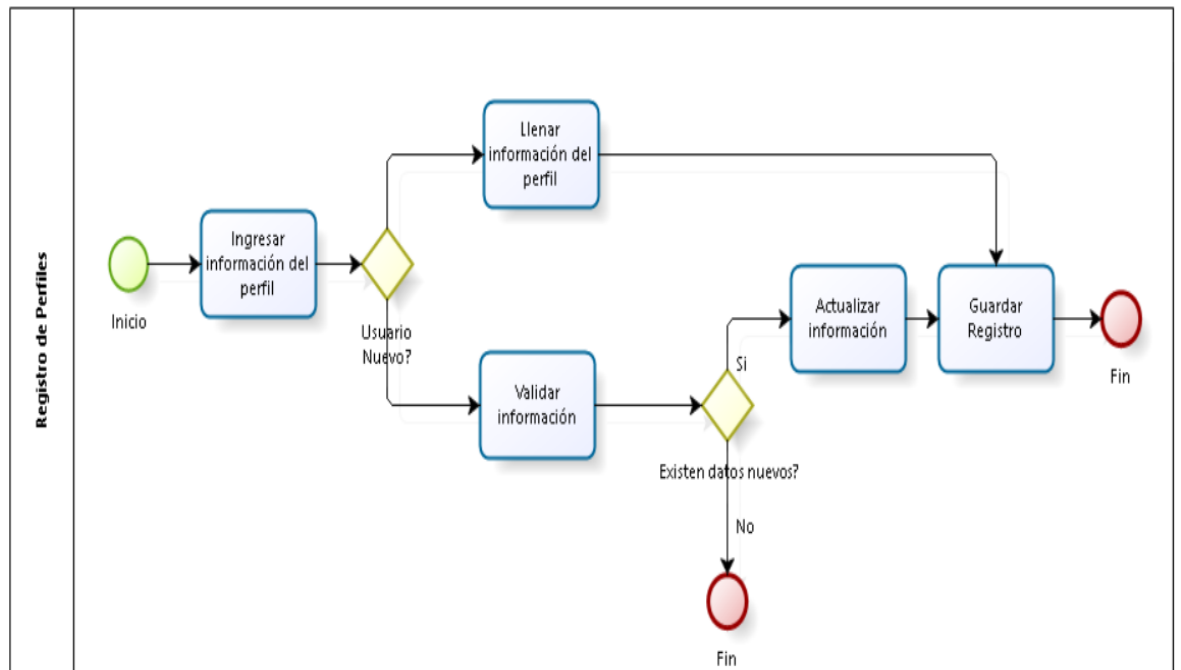 Registro de Perfiles
Inicio
Ingresar
información del
perfil
Usuario
Nuevo?
Llenar
información del
perfil
Validar
información
Existen datos nuevos?
Si
No
Fin
Actualizar
información
Guardar
Registro
Fin